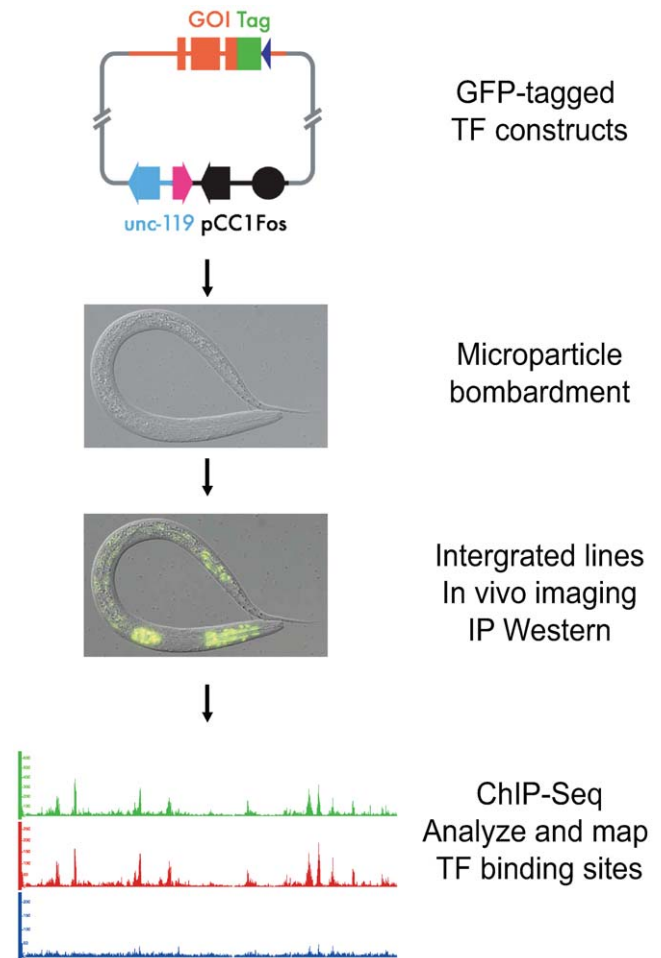 GOI Tag
GFP-tagged
TF constructs
unc-119 pCC1Fos
Microparticle
bombardment
Intergrated lines
In vivo imaging
IP Western
ChIP-Seq
Analyze and map
TF binding sites